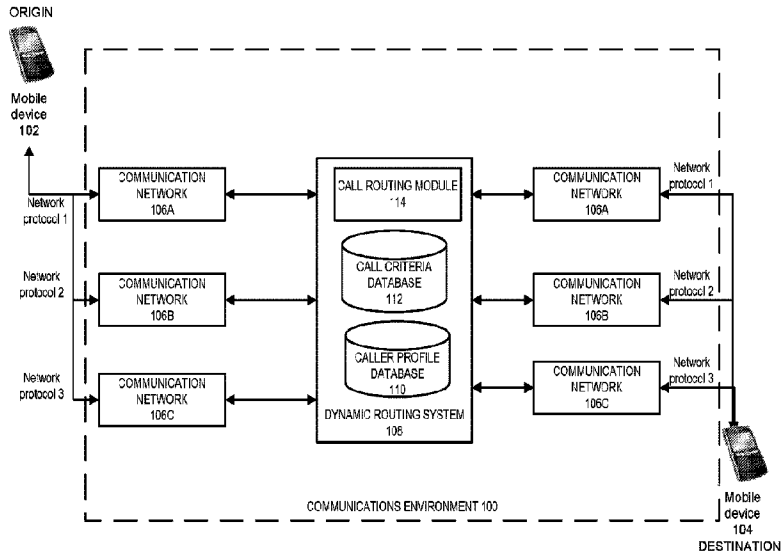 ORIGIN
Mobile
device
102
Network
protocol 1
Network
protocol 2
Network
protocol 3
COMMUNICATION
NETWORK
106A
COMMUNICATION
NETWORK
106B
COMMUNICATION
NETWORK
106C
CALL ROUTING MODULE
114
CALL CRITERIA
DATABASE
112
CALLER PROFILE
DATABASE
110
DYNAMIC ROUTING SYSTEM
108
COMMUNICATION
NETWORK
106A
COMMUNICATION
NETWORK
106B
COMMUNICATION
NETWORK
106C
Network
protocol 1
Network
protocol 2
Network
protocol 3
Mobile
device
104
DESTINATION
COMMUNICATIONS ENVIRONMENT 100